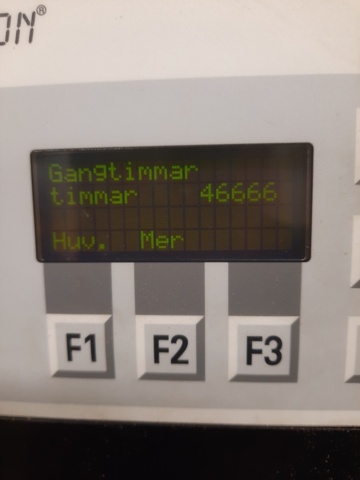 ON®
Gangtimmar
timmar 46666
Huv. Mer
F1 F2 F3